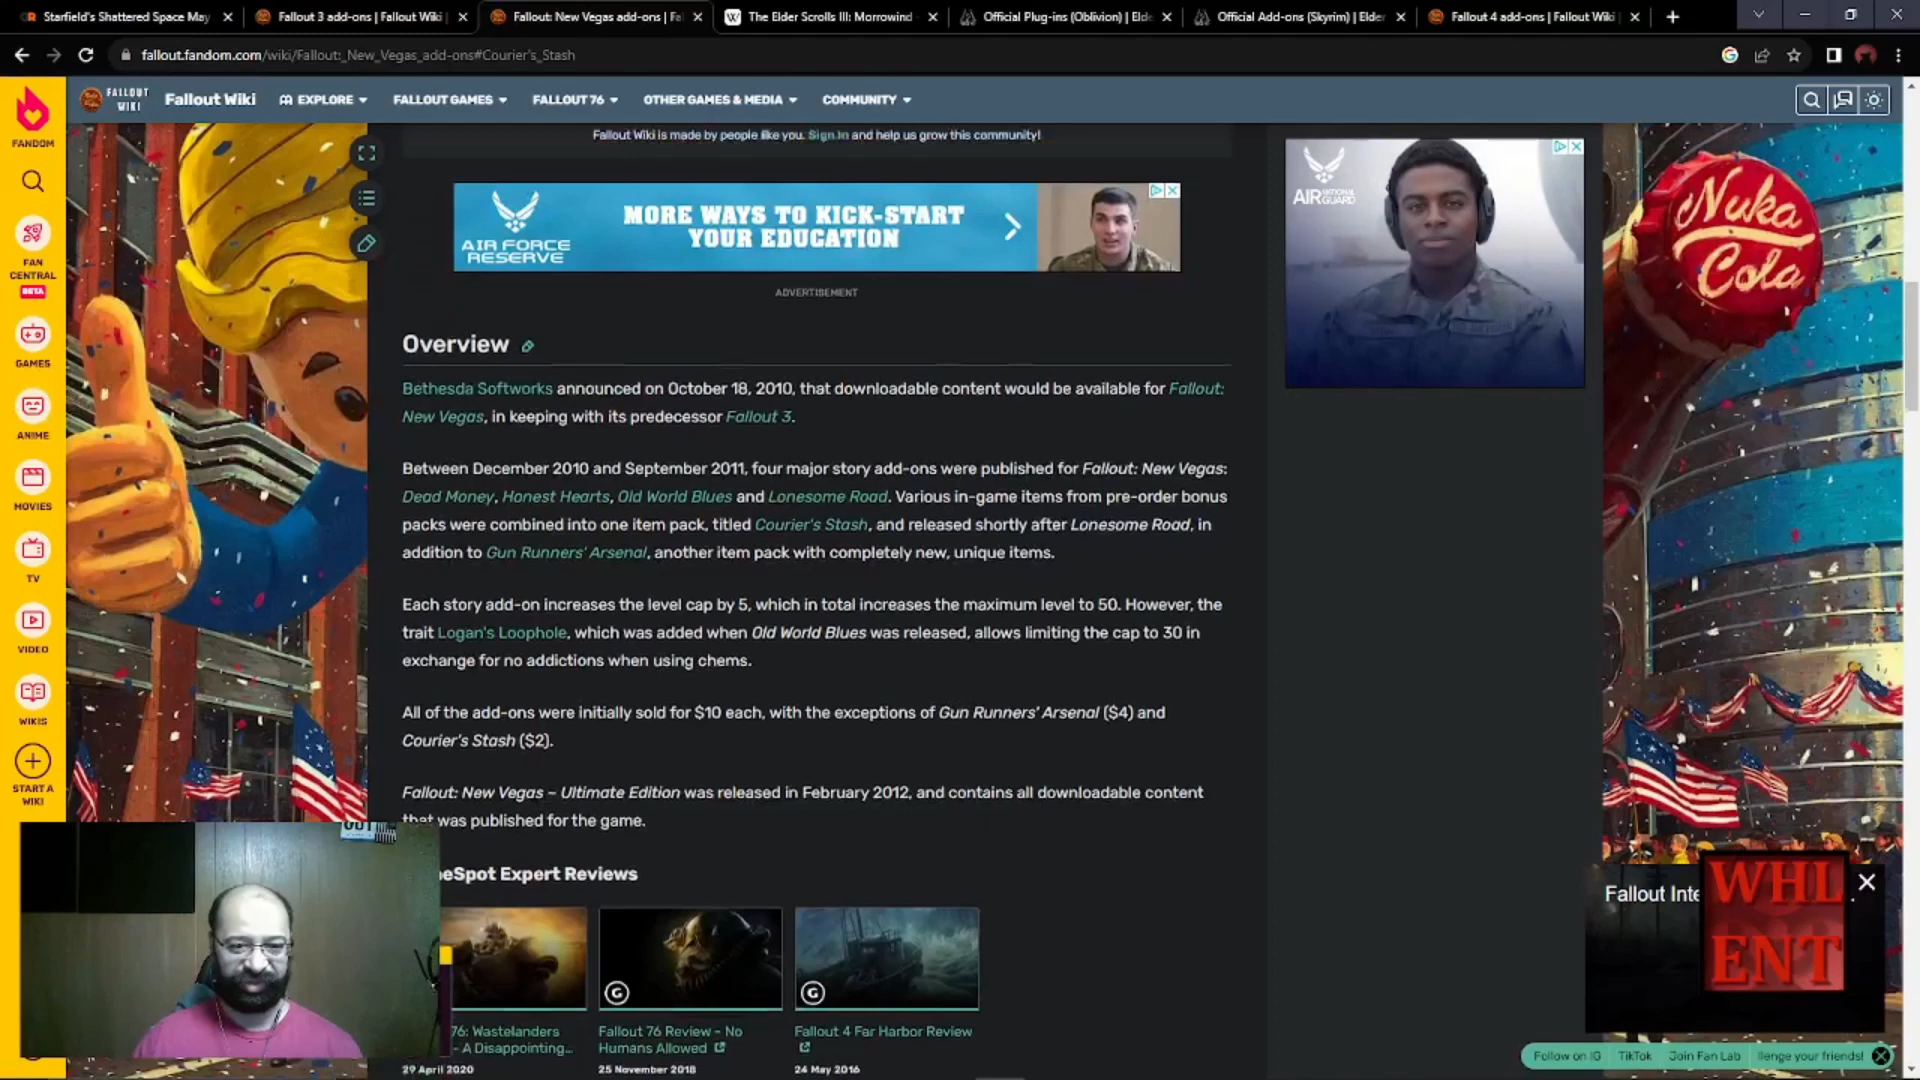 Starfield's Shattered Space May
Fallout 3 add-ons | Fallout Wiki
Fallout: New Vegas add-ons | Fal
The Elder Scrolls III: Morrowind
Official Plug-ins (Oblivion) | Elde
Official Add-ons (Skyrim) | Elder
Fallout 4 add-ons | Fallout Wiki
fallout.fandom.com/wiki/Fallout:_New_Vegas_add-ons#Courier's_Stash
FANDOM
FAN CENTRAL
BETA
GAMES
ANIME
MOVIES
TV
VIDEO
WIKIS
START A
WIKI
FALLOUT
WIKI
Fallout Wiki
EXPLORE
FALLOUT GAMES
FALLOUT 76
OTHER GAMES & MEDIA
COMMUNITY
Fallout Wiki is made by people like you. Sign In and help us grow this community!
AIR FORCE
RESERVE
MORE WAYS TO KICK-START
YOUR EDUCATION
ADVERTISEMENT
AIR NATIONAL GUARD
Nuka
Cola
Overview
Bethesda Softworks announced on October 18, 2010, that downloadable content would be available for Fallout:
New Vegas, in keeping with its predecessor Fallout 3.
Between December 2010 and September 2011, four major story add-ons were published for Fallout: New Vegas:
Dead Money, Honest Hearts, Old World Blues and Lonesome Road. Various in-game items from pre-order bonus
packs were combined into one item pack, titled Courier's Stash, and released shortly after Lonesome Road, in
addition to Gun Runners' Arsenal, another item pack with completely new, unique items.
Each story add-on increases the level cap by 5, which in total increases the maximum level to 50. However, the
trait Logan's Loophole, which was added when Old World Blues was released, allows limiting the cap to 30 in
exchange for no addictions when using chems.
All of the add-ons were initially sold for $10 each, with the exceptions of Gun Runners' Arsenal ($4) and
Courier's Stash ($2).
Fallout: New Vegas – Ultimate Edition was released in February 2012, and contains all downloadable content
that was published for the game.
eSpot Expert Reviews
76: Wastelanders
- A Disappointing...
29 April 2020
Fallout 76 Review - No
Humans Allowed
25 November 2018
Fallout 4 Far Harbor Review
24 May 2016
Fallout Inte
WHL
ENT
Follow on IG
TikTok
Join Fan Lab
llenge your friends!